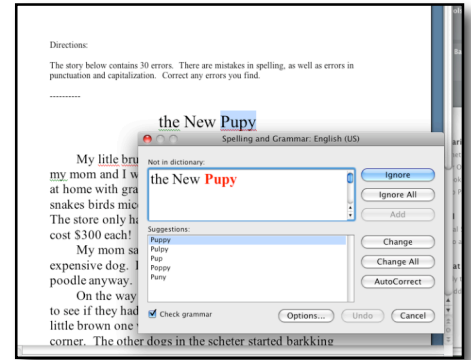 Directions:
The story below contains 30 errors. There are mistakes in spelling, as well as errors in
punctuation and capitalization. Correct any errors you find.
----------
the New Pupy
Spelling and Grammar: English (US)
My litle bru
my mom and I w
at home with gra
snakes birds mic
The store only ha
cost $300 each!
My mom sa
expensive dog. I
poodle anyway.
On the way
to see if they had
little brown one
corner. The other dogs in the scheter started barkking
Not in dictionary:
the New Pupy
Ignore
Ignore All
Add
Suggestions:
Puppy
Pulpy
Pup
Poppy
Puny
Change
Change All
AutoCorrect
Check grammar
Options...
Undo
Cancel